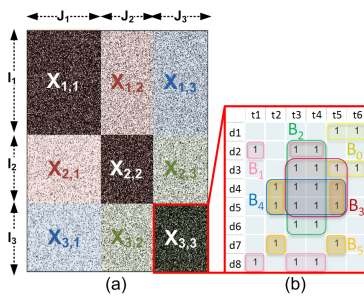 J1 J2 J3
I1 X1,1 X1,2 X1,3
I2 X2,1 X2,2 X2,3
I3 X3,1 X3,2 X3,3
(a)
t1 t2 t3 t4 t5 t6
d1 B2 1 1
d2 1 1 1 B0
d3 B1 1 1 1 1
d4 1 1 1 1
d5 B4 1 1 1 1 B3
d6 1 1
d7 1 1 B5
d8 1 1 1
(b)